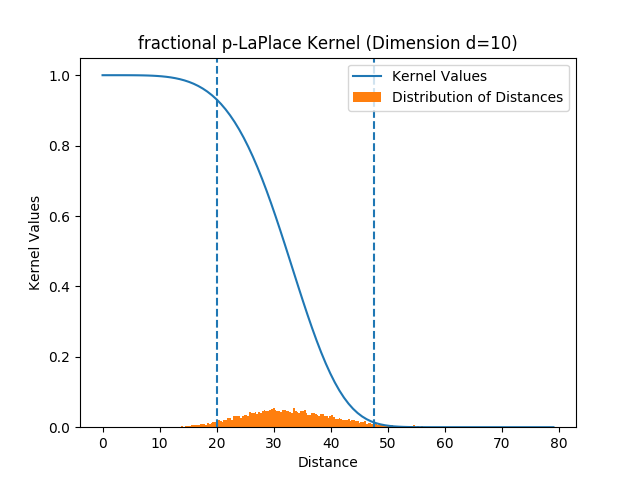 fractional p-LaPlace Kernel (Dimension d=10)
Kernel Values
Distribution of Distances
1.0
0.8
0.6
0.4
0.2
0.0
Kernel Values
0 10 20 30 40 50 60 70 80
Distance